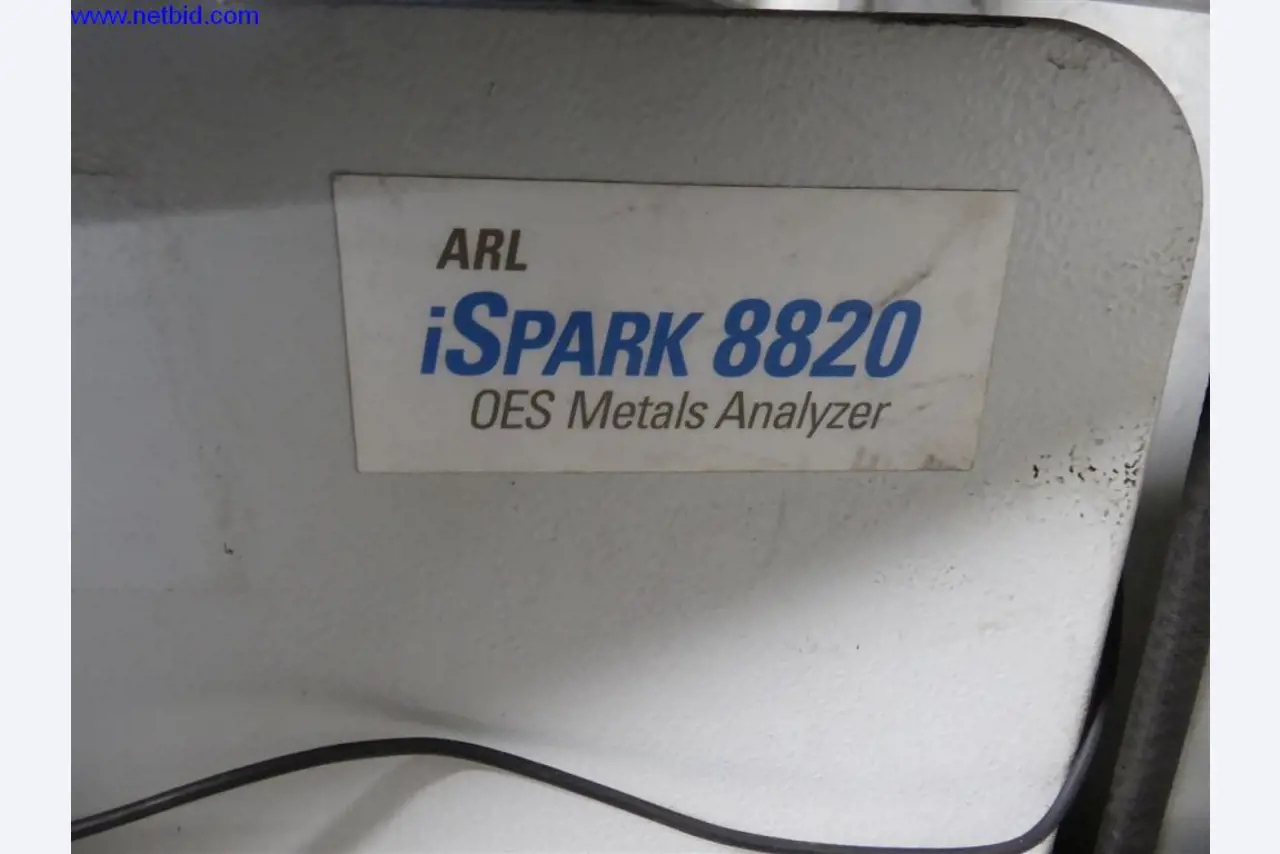 www.netbid.com
ARL
iSPARK 8820
OES Metals Analyzer